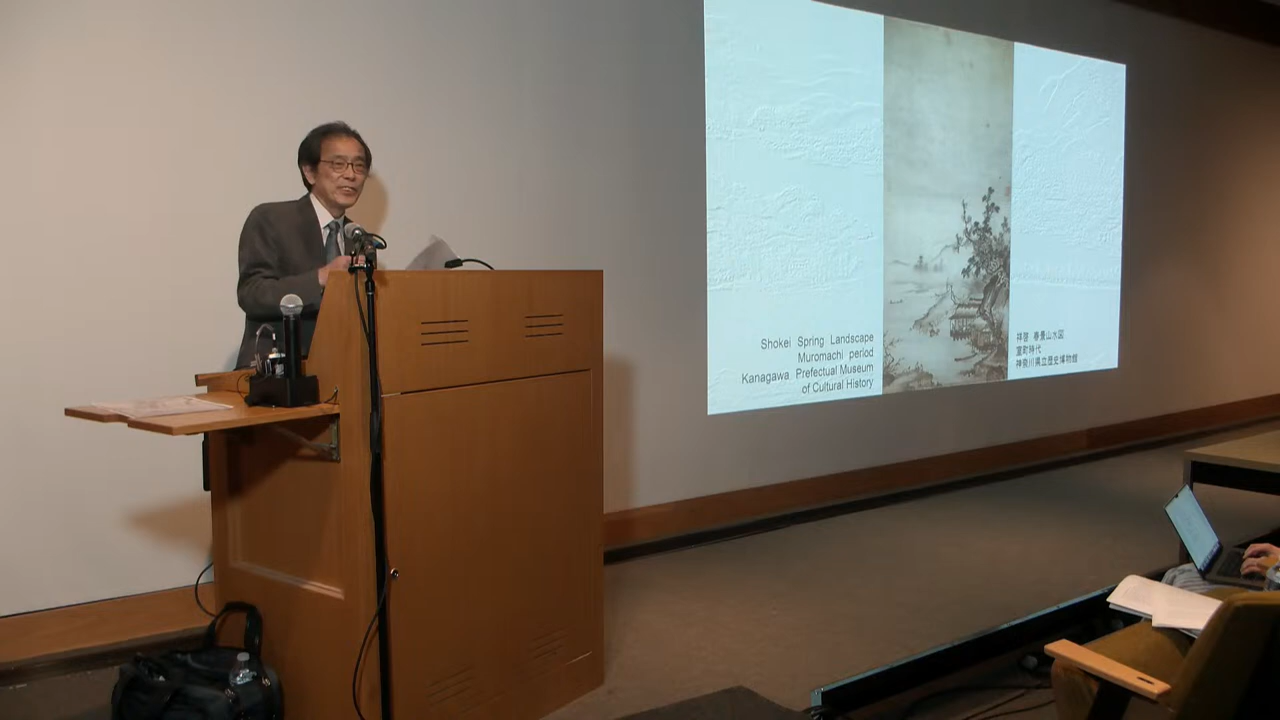 Shokei Spring Landscape
Muromachi period
Kanagawa Prefectual Museum
of Cultural History
祥啓 春景山水図
室町時代
神奈川県立歴史博物館